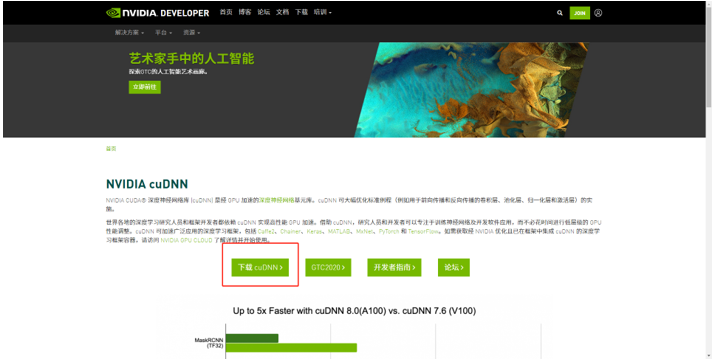 NVIDIA. DEVELOPER 首页 博客 论坛 文档 下载 培训 JOIN
解决方案 平台 资源
艺术家手中的人工智能
探索GTC的人工智能艺术画廊。
立即前往
首页
NVIDIA cuDNN
NVIDIA CUDA® 深度神经网络库 (cuDNN) 是经 GPU 加速的深度神经网络基元库。cuDNN 可大幅优化标准例程（例如用于前向传播和反向传播的卷积层、池化层、归一化层和激活层）的实
施。
世界各地的深度学习研究人员和框架开发者都依赖 cuDNN 实现高性能 GPU 加速。借助 cuDNN，研究人员和开发者可以专注于训练神经网络及开发软件应用，而不必花时间进行低层级的 GPU
性能调整。cuDNN 可加速广泛应用的深度学习框架，包括 Caffe2、Chainer、Keras、MATLAB、MxNet、PyTorch 和 TensorFlow。如需获取经 NVIDIA 优化且已在框架中集成 cuDNN 的深度学
习框架容器，请访问 NVIDIA GPU CLOUD 了解详情并开始使用。
下载 cuDNN > GTC2020 > 开发者指南 > 论坛 >
Up to 5x Faster with cuDNN 8.0(A100) vs. cuDNN 7.6 (V100)
MaskRCNN
(TF32)